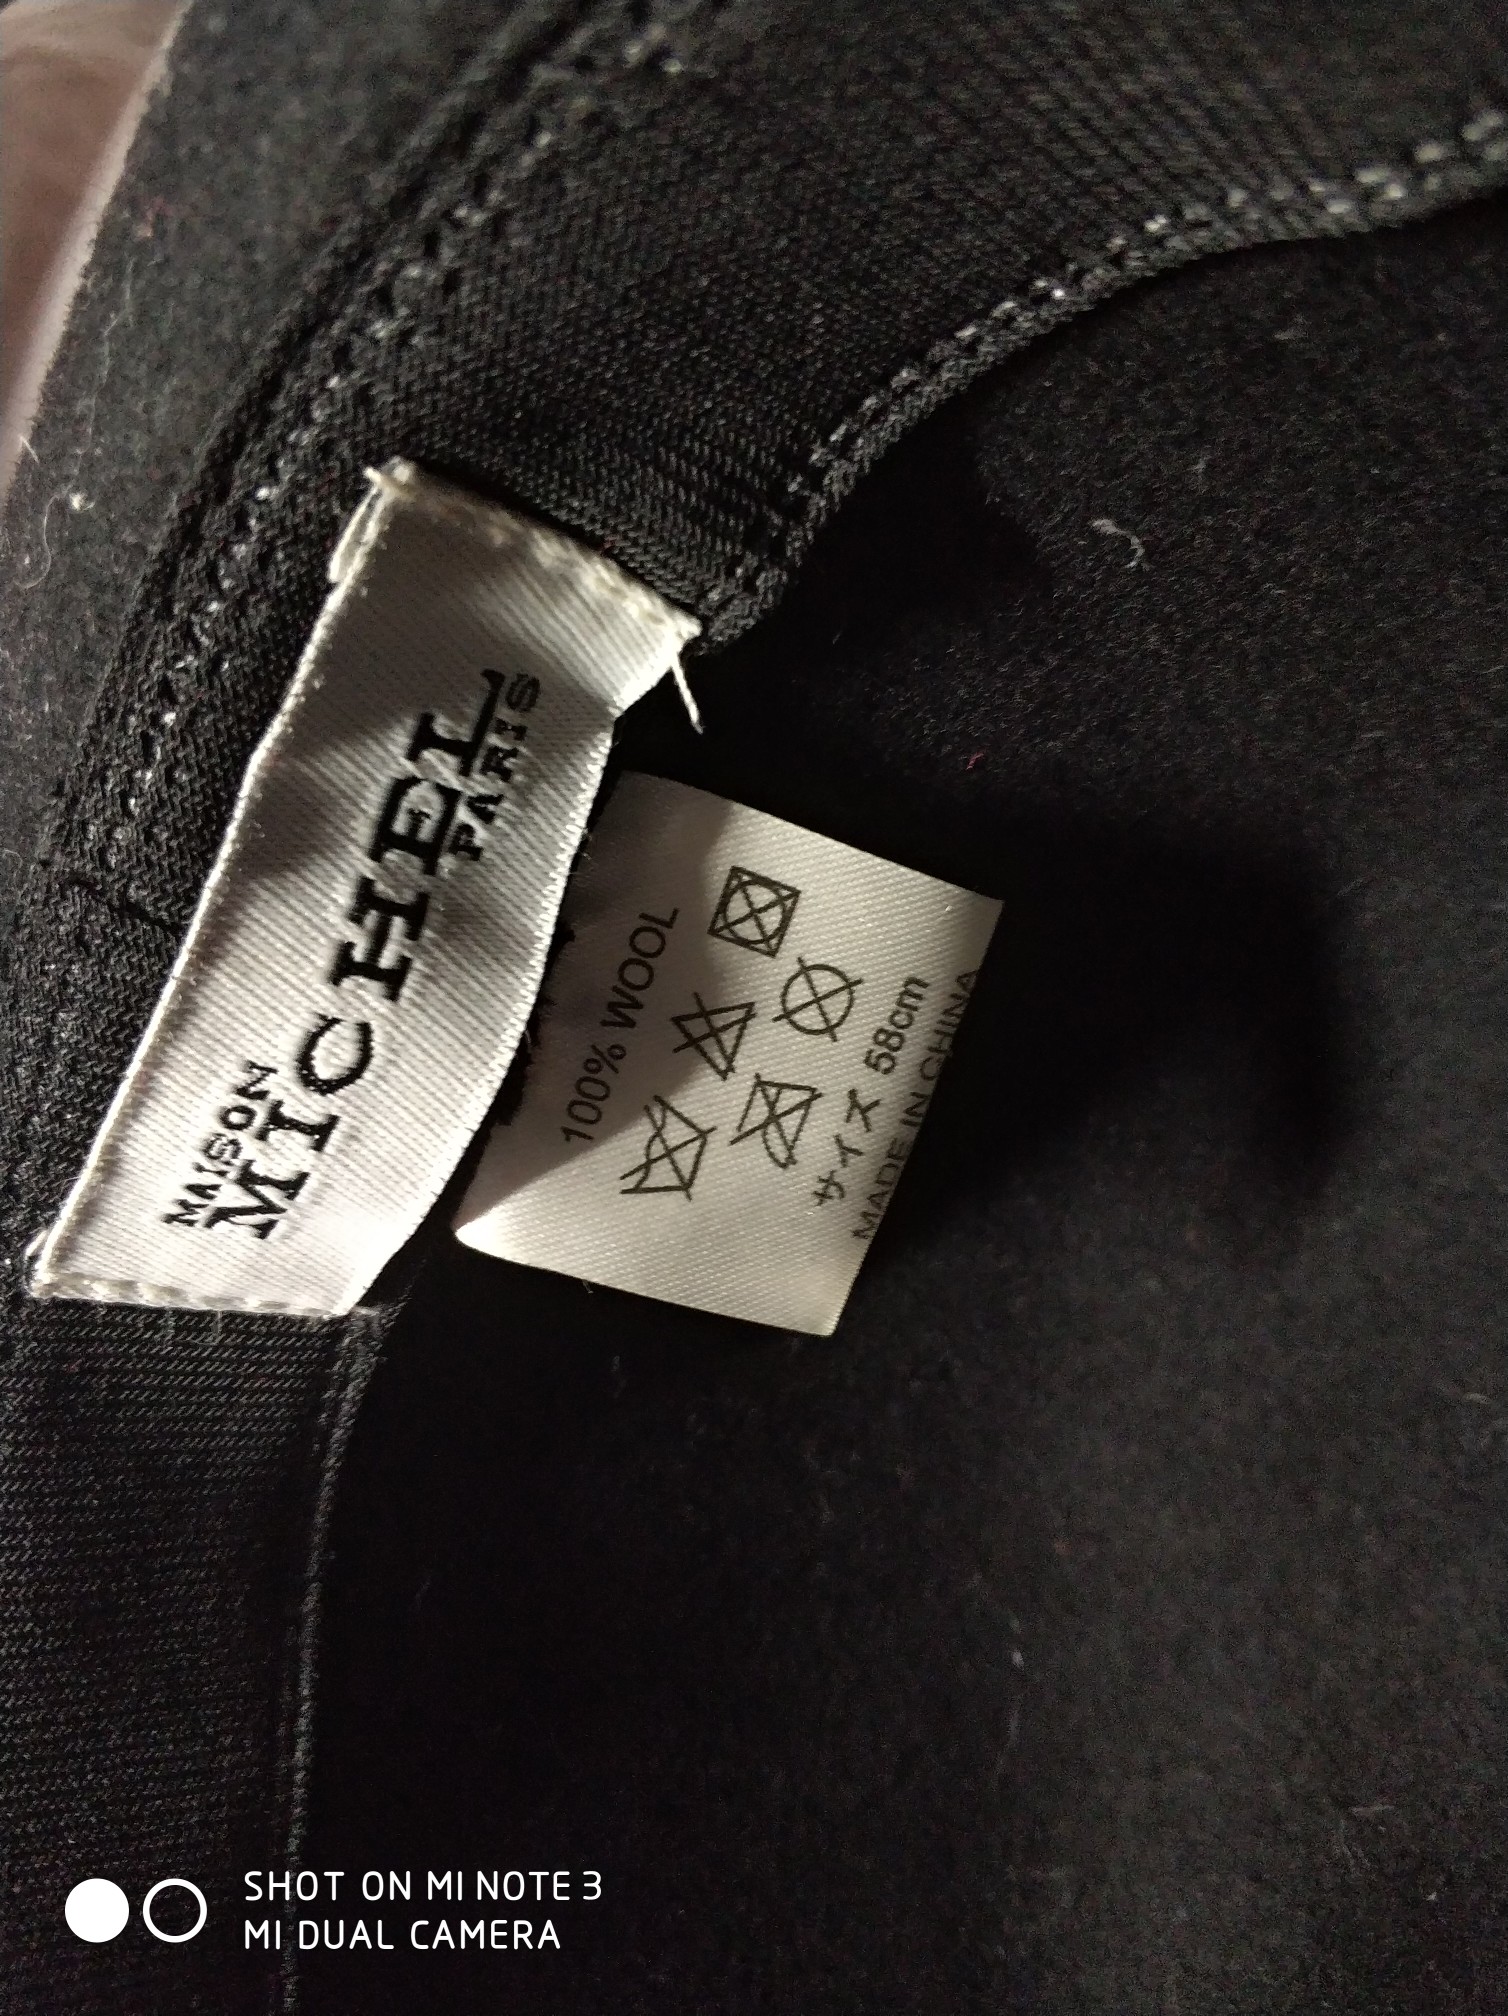 MAISON
MICHEL
PARIS
100% WOOL
サイズ 58cm
MADE IN CHINA
SHOT ON MI NOTE 3
MI DUAL CAMERA